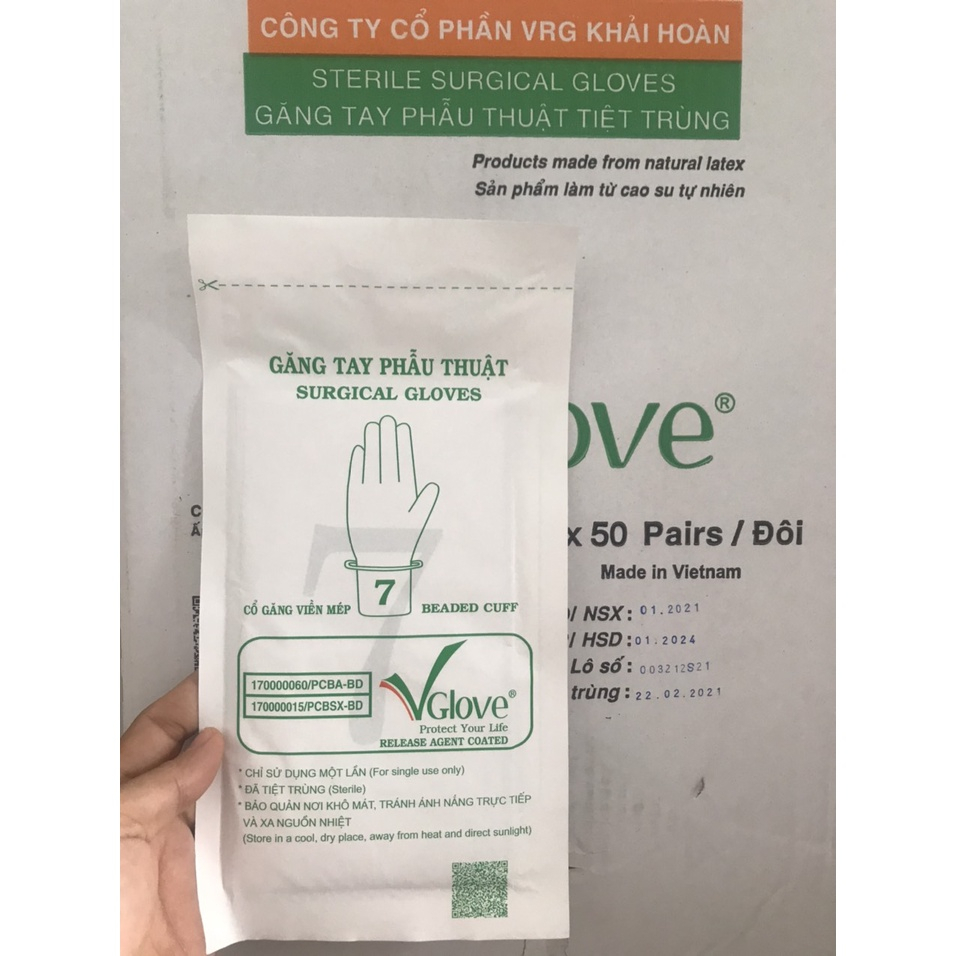 CÔNG TY CỔ PHẦN VRG KHẢI HOÀN
STERILE SURGICAL GLOVES
GĂNG TAY PHẪU THUẬT TIỆT TRÙNG
Products made from natural latex
Sản phẩm làm từ cao su tự nhiên
ove®
x 50 Pairs / Đôi
Made in Vietnam
/ NSX : 01.2021
/ HSD : 01.2024
Lô số : 003212S21
trùng : 22.02.2021
GĂNG TAY PHẪU THUẬT
SURGICAL GLOVES
7
7
CỔ GĂNG VIỀN MÉP
BEADED CUFF
170000060/PCBA-BD
170000015/PCBSX-BD
VGlove®
Protect Your Life
RELEASE AGENT COATED
* CHỈ SỬ DỤNG MỘT LẦN (For single use only)
* ĐÃ TIỆT TRÙNG (Sterile)
* BẢO QUẢN NƠI KHÔ MÁT, TRÁNH ÁNH NẮNG TRỰC TIẾP
VÀ XA NGUỒN NHIỆT
(Store in a cool, dry place, away from heat and direct sunlight)